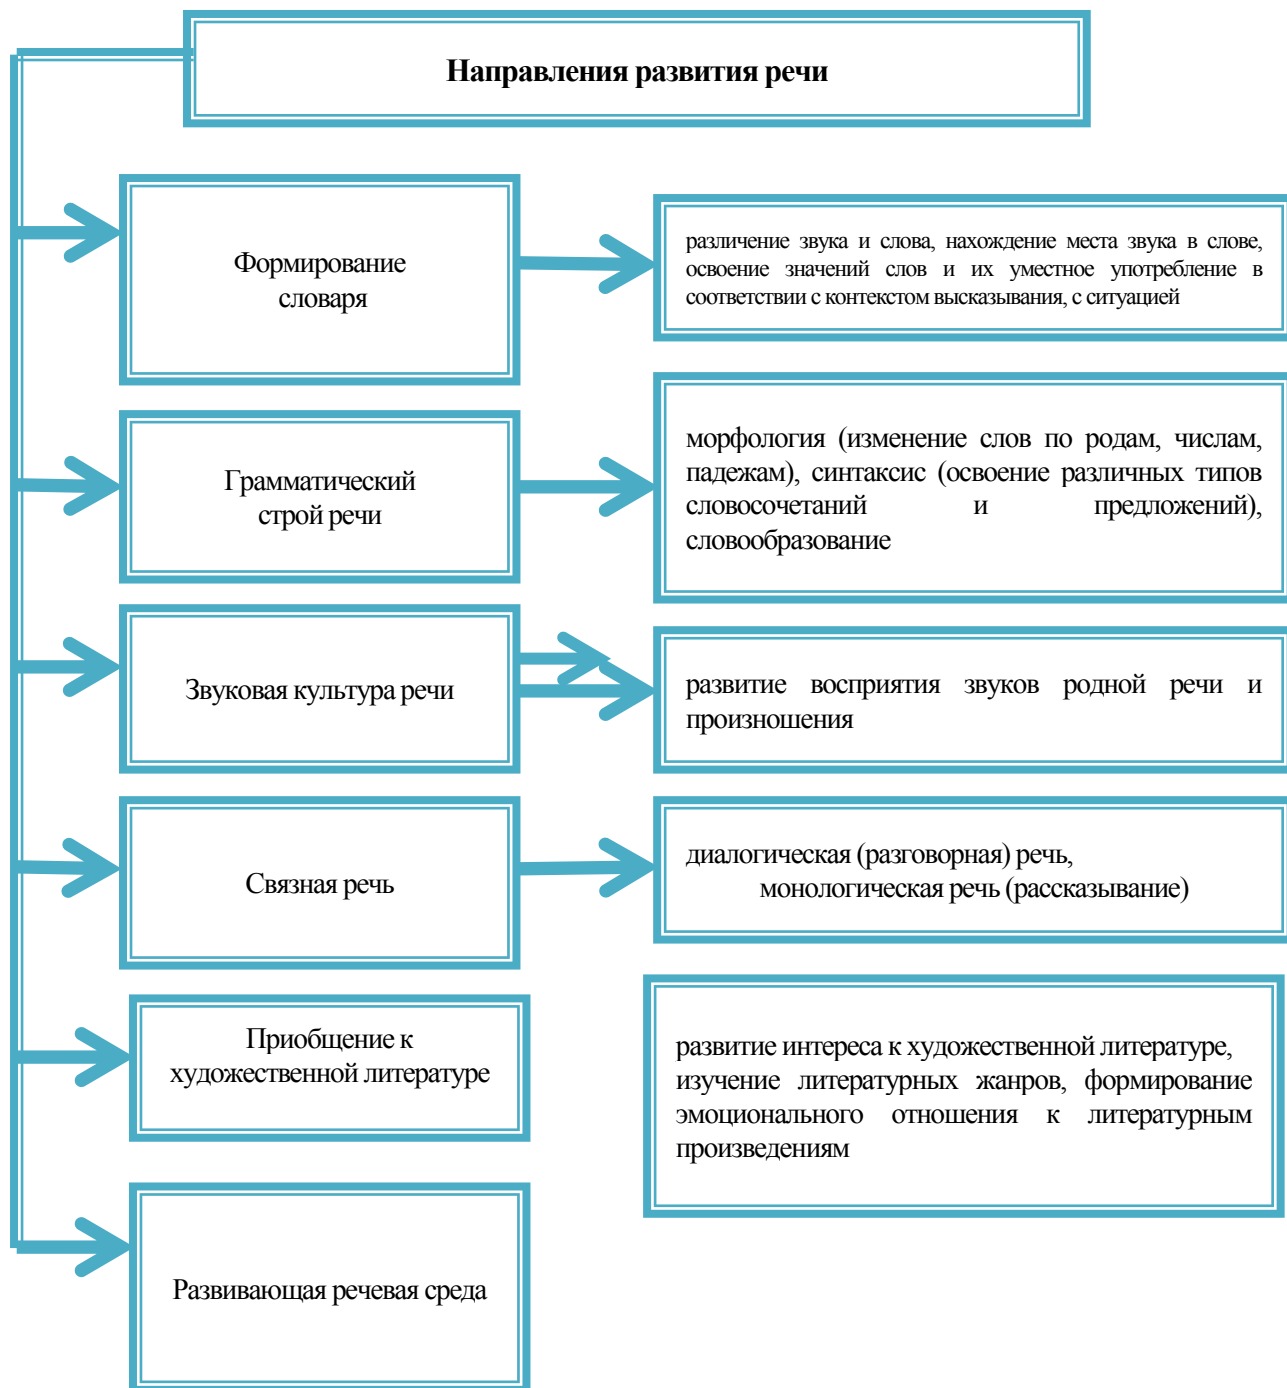 Направления развития речи
Формирование
словаря
различение звука и слова, нахождение места звука в слове,
освоение значений слов и их уместное употребление в
соответствии с контекстом высказывания, с ситуацией
Грамматический
строй речи
морфология (изменение слов по родам, числам,
падежам), синтаксис (освоение различных типов
словосочетаний и предложений),
словообразование
Звуковая культура речи
развитие восприятия звуков родной речи и
произношения
Связная речь
диалогическая (разговорная) речь,
монологическая речь (рассказывание)
Приобщение к
художественной литературе
развитие интереса к художественной литературе,
изучение литературных жанров, формирование
эмоционального отношения к литературным
произведениям
Развивающая речевая среда